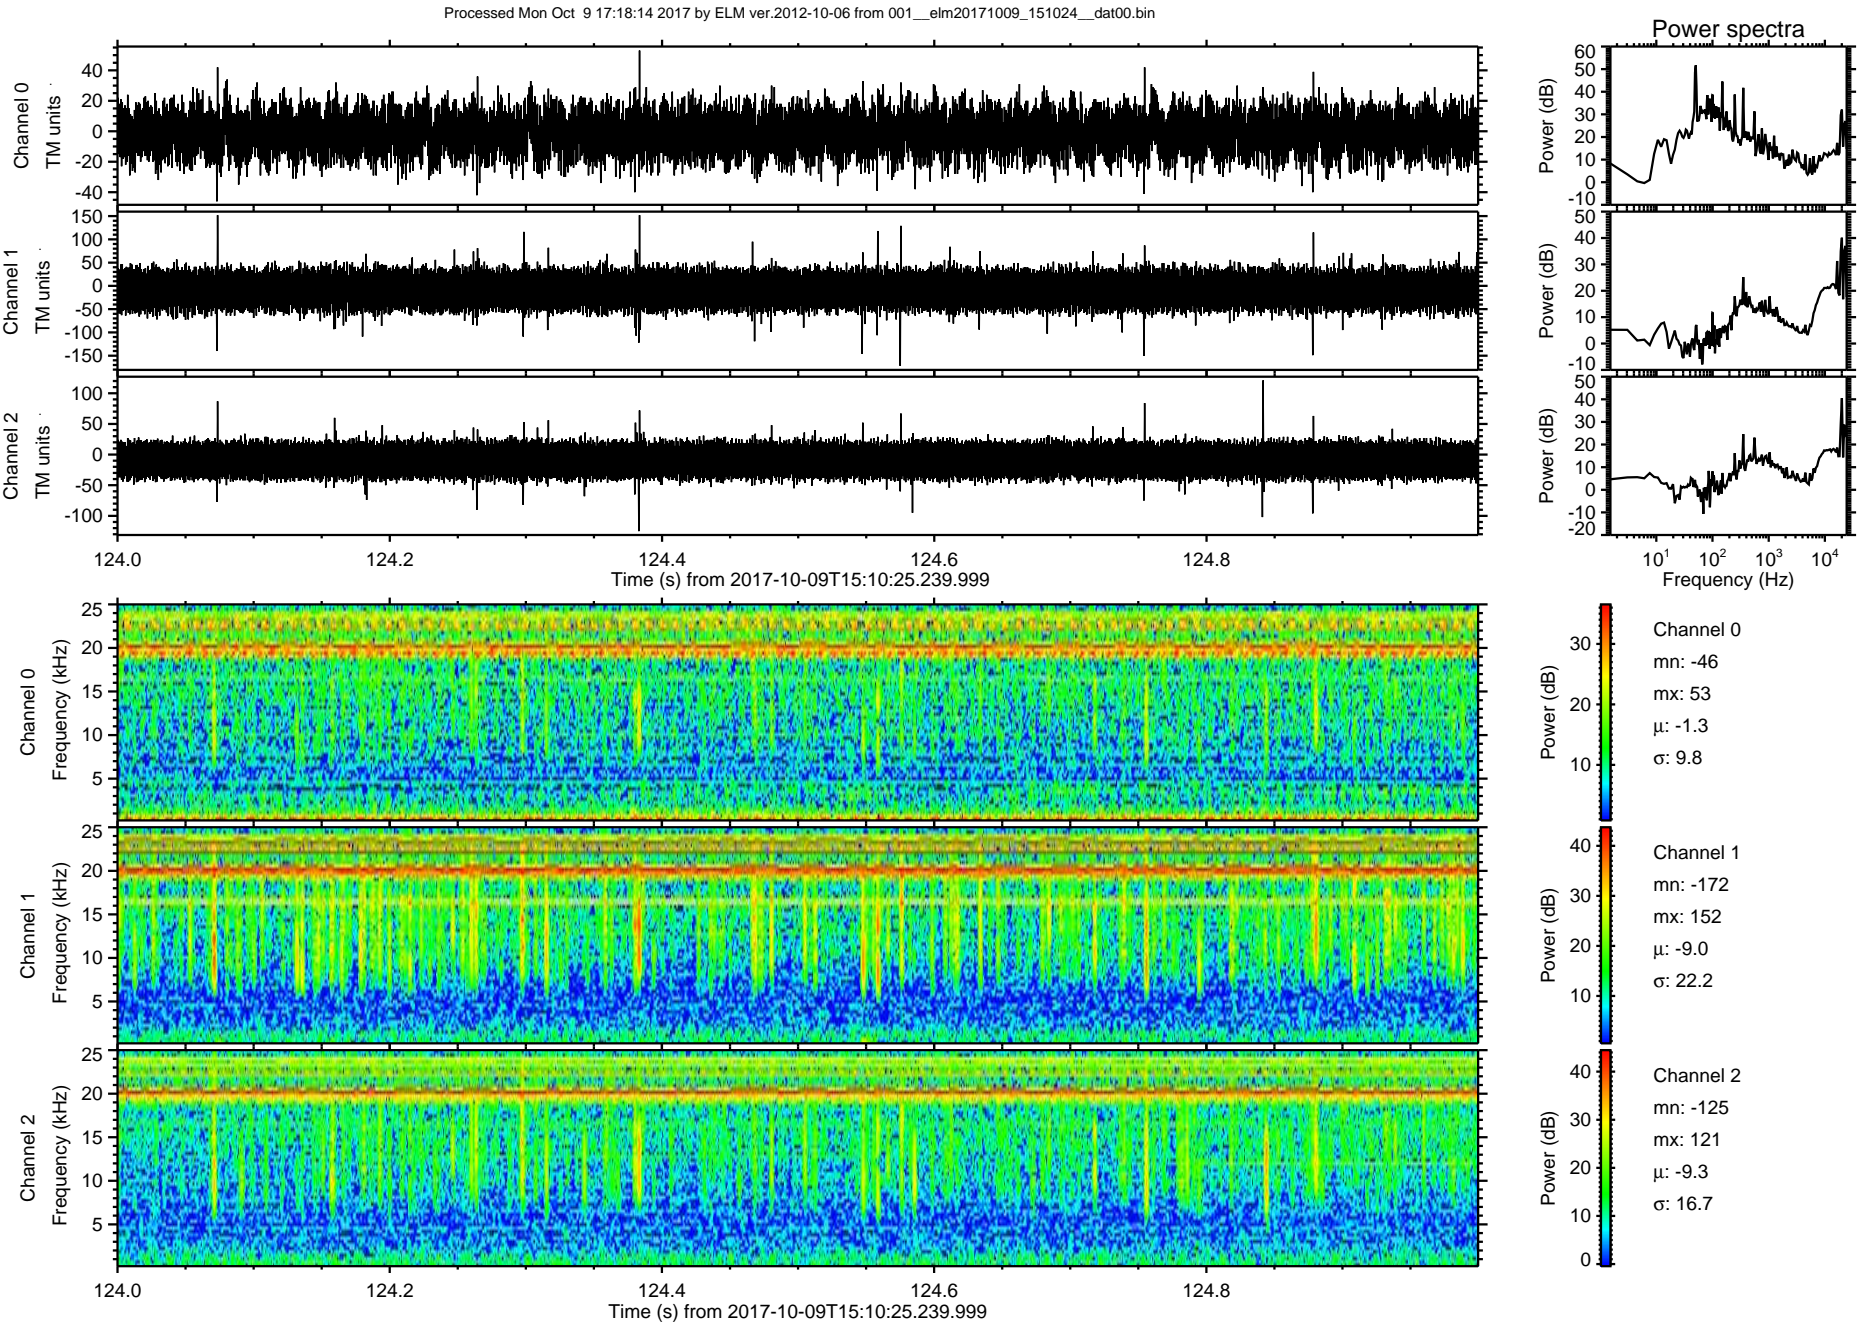 Processed Mon Oct  9 17:18:14 2017 by ELM ver.2012-10-06 from 001__elm20171009_151024__dat00.bin
Power spectra
Channel 0
TM units
40
20
0
-20
-40
Power (dB)
60
50
40
30
20
10
0
-10
Channel 1
TM units
150
100
50
0
-50
-100
-150
Power (dB)
50
40
30
20
10
0
-10
Channel 2
TM units
100
50
0
-50
-100
Power (dB)
50
40
30
20
10
0
-10
-20
124.0 124.2 124.4 124.6 124.8
Time (s) from 2017-10-09T15:10:25.239.999
10^1 10^2 10^3 10^4
Frequency (Hz)
Channel 0
Frequency (kHz)
25
20
15
10
5
Power (dB)
30
20
10
Channel 0
mn: -46
mx: 53
μ: -1.3
σ: 9.8
Channel 1
Frequency (kHz)
25
20
15
10
5
Power (dB)
40
30
20
10
Channel 1
mn: -172
mx: 152
μ: -9.0
σ: 22.2
Channel 2
Frequency (kHz)
25
20
15
10
5
Power (dB)
40
30
20
10
0
Channel 2
mn: -125
mx: 121
μ: -9.3
σ: 16.7
124.0 124.2 124.4 124.6 124.8
Time (s) from 2017-10-09T15:10:25.239.999